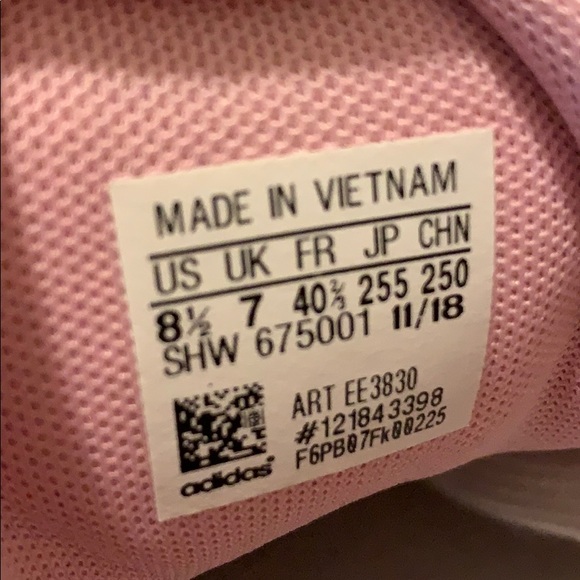 MADE IN VIETNAM
US UK FR JP CHN
8½ 7 40⅔ 255 250
SHW 675001 11/18
ART EE3830
#121843398
F6PB07Fk00225
adidas